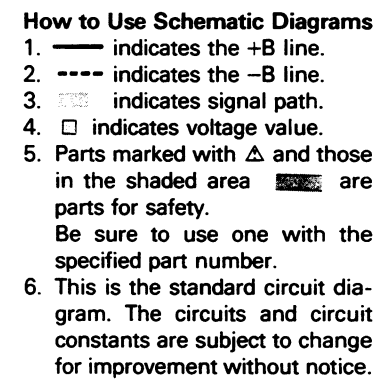 How to Use Schematic Diagrams
1. —— indicates the +B line.
2. ---- indicates the −B line.
3. indicates signal path.
4. □ indicates voltage value.
5. Parts marked with ⚠ and those
in the shaded area are
parts for safety.
Be sure to use one with the
specified part number.
6. This is the standard circuit dia-
gram. The circuits and circuit
constants are subject to change
for improvement without notice.